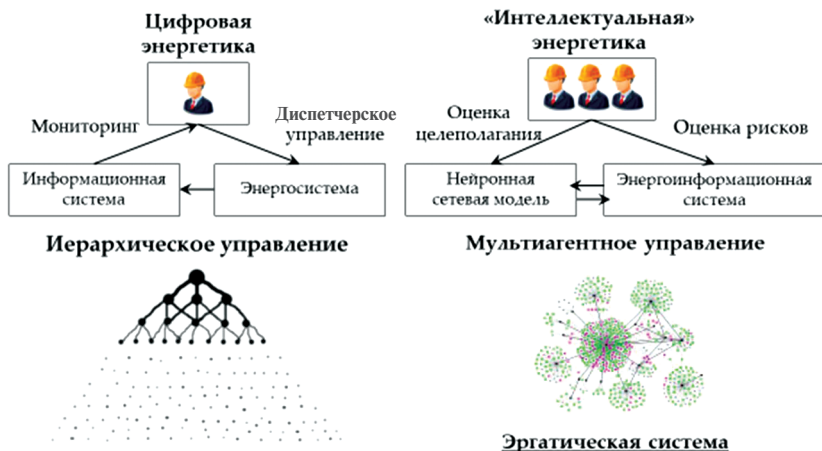 Цифровая
энергетика
Мониторинг
Диспетчерское
управление
Информационная
система
Энергосистема
Иерархическое управление
«Интеллектуальная»
энергетика
Оценка
целеполагания
Оценка рисков
Нейронная
сетевая модель
Энергоинформационная
система
Мультиагентное управление
Эргатическая система